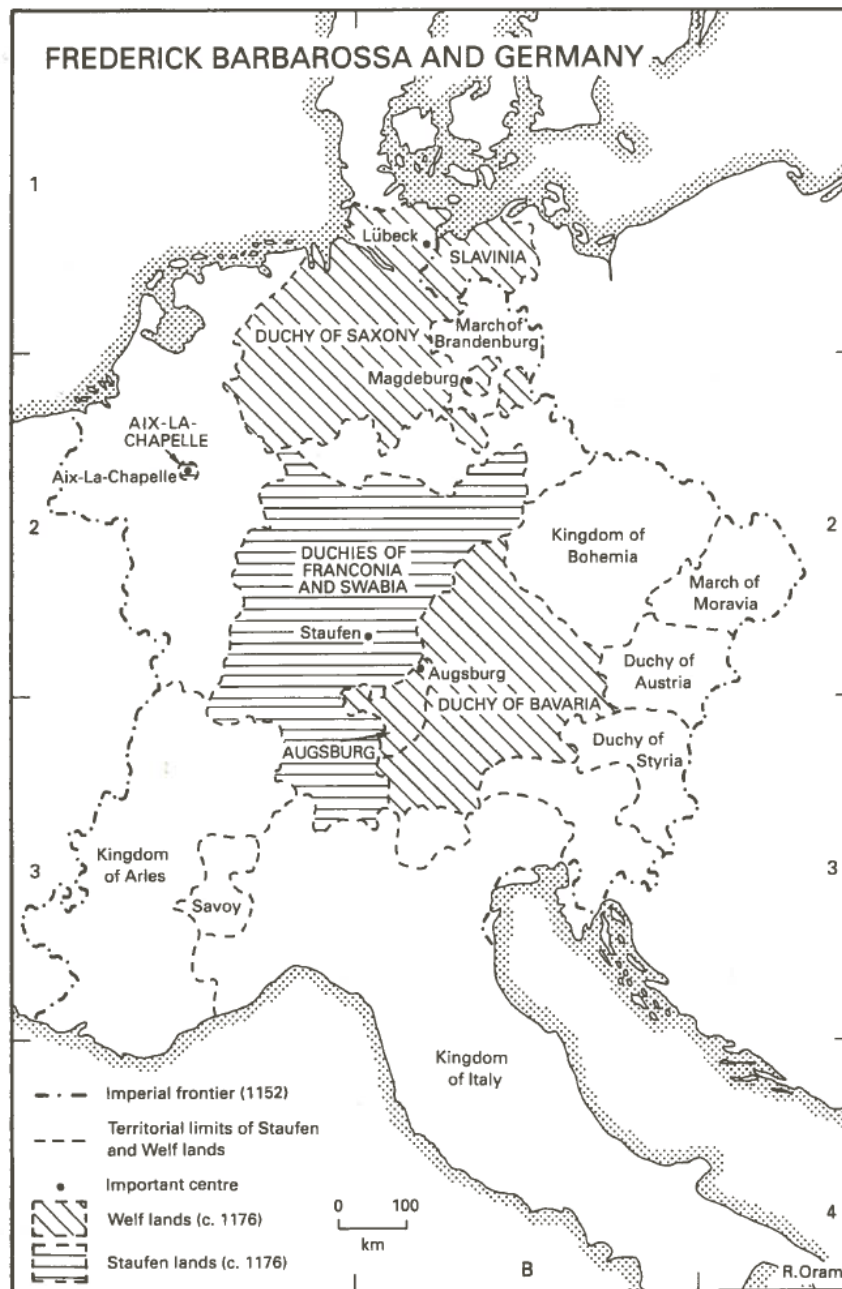 FREDERICK BARBAROSSA AND GERMANY
1
Lübeck
SLAVINIA
DUCHY OF SAXONY
March of
Brandenburg
Magdeburg
AIX-LA-
CHAPELLE
Aix-La-Chapelle
2
2
Kingdom of
Bohemia
DUCHIES OF
FRANCONIA
AND SWABIA
March of
Moravia
Staufen
Augsburg
Duchy of
Austria
DUCHY OF BAVARIA
AUGSBURG
Duchy of
Styria
Kingdom
of Arles
3
3
Savoy
Kingdom
of Italy
Imperial frontier (1152)
Territorial limits of Staufen
and Welf lands
Important centre
Welf lands (c. 1176)
0 100
km
4
Staufen lands (c. 1176)
B
R.Oram